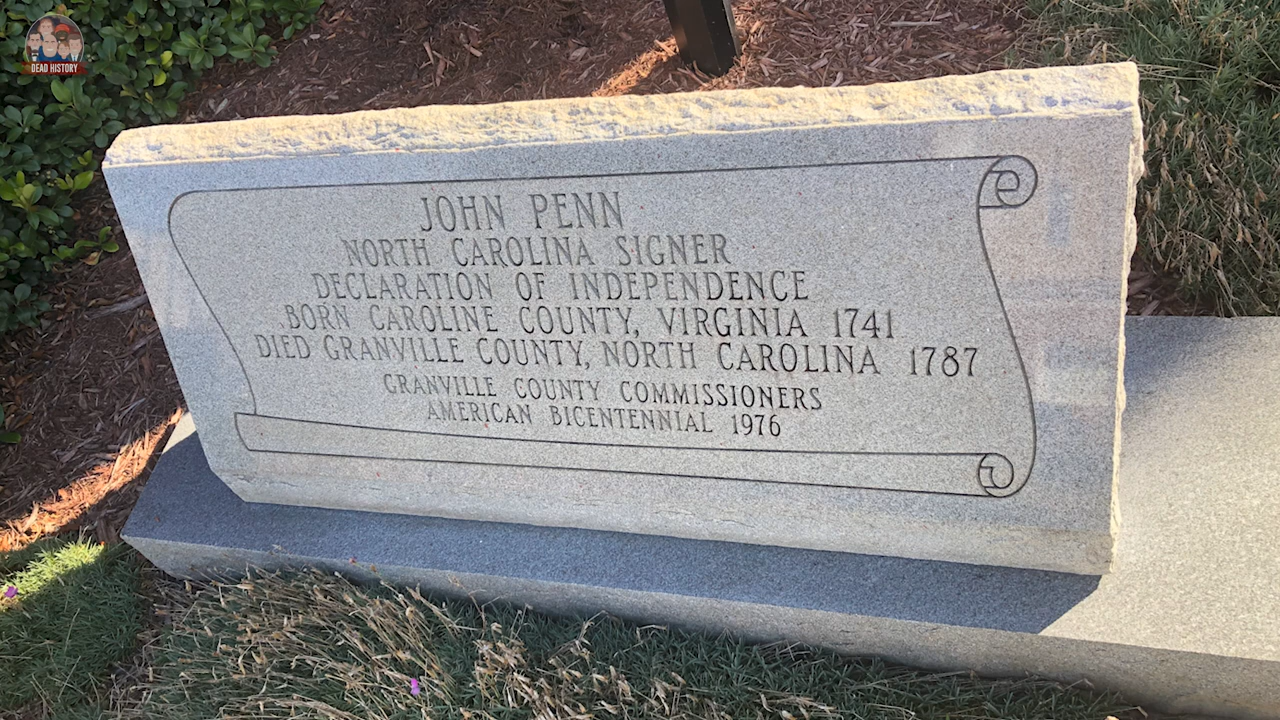 DEAD HISTORY
JOHN PENN
NORTH CAROLINA SIGNER
DECLARATION OF INDEPENDENCE
BORN CAROLINE COUNTY, VIRGINIA 1741
DIED GRANVILLE COUNTY, NORTH CAROLINA 1787
GRANVILLE COUNTY COMMISSIONERS
AMERICAN BICENTENNIAL 1976